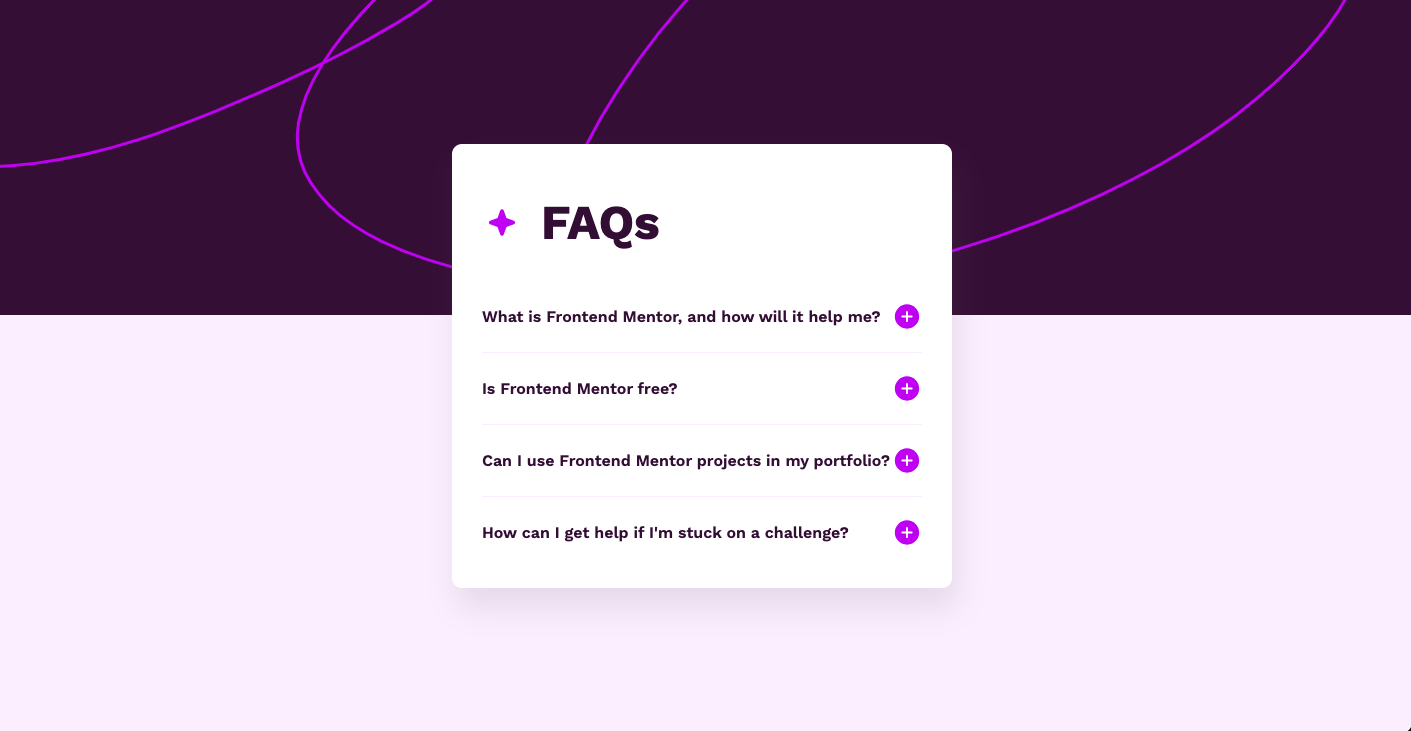 FAQs
What is Frontend Mentor, and how will it help me?
Is Frontend Mentor free?
Can I use Frontend Mentor projects in my portfolio?
How can I get help if I'm stuck on a challenge?